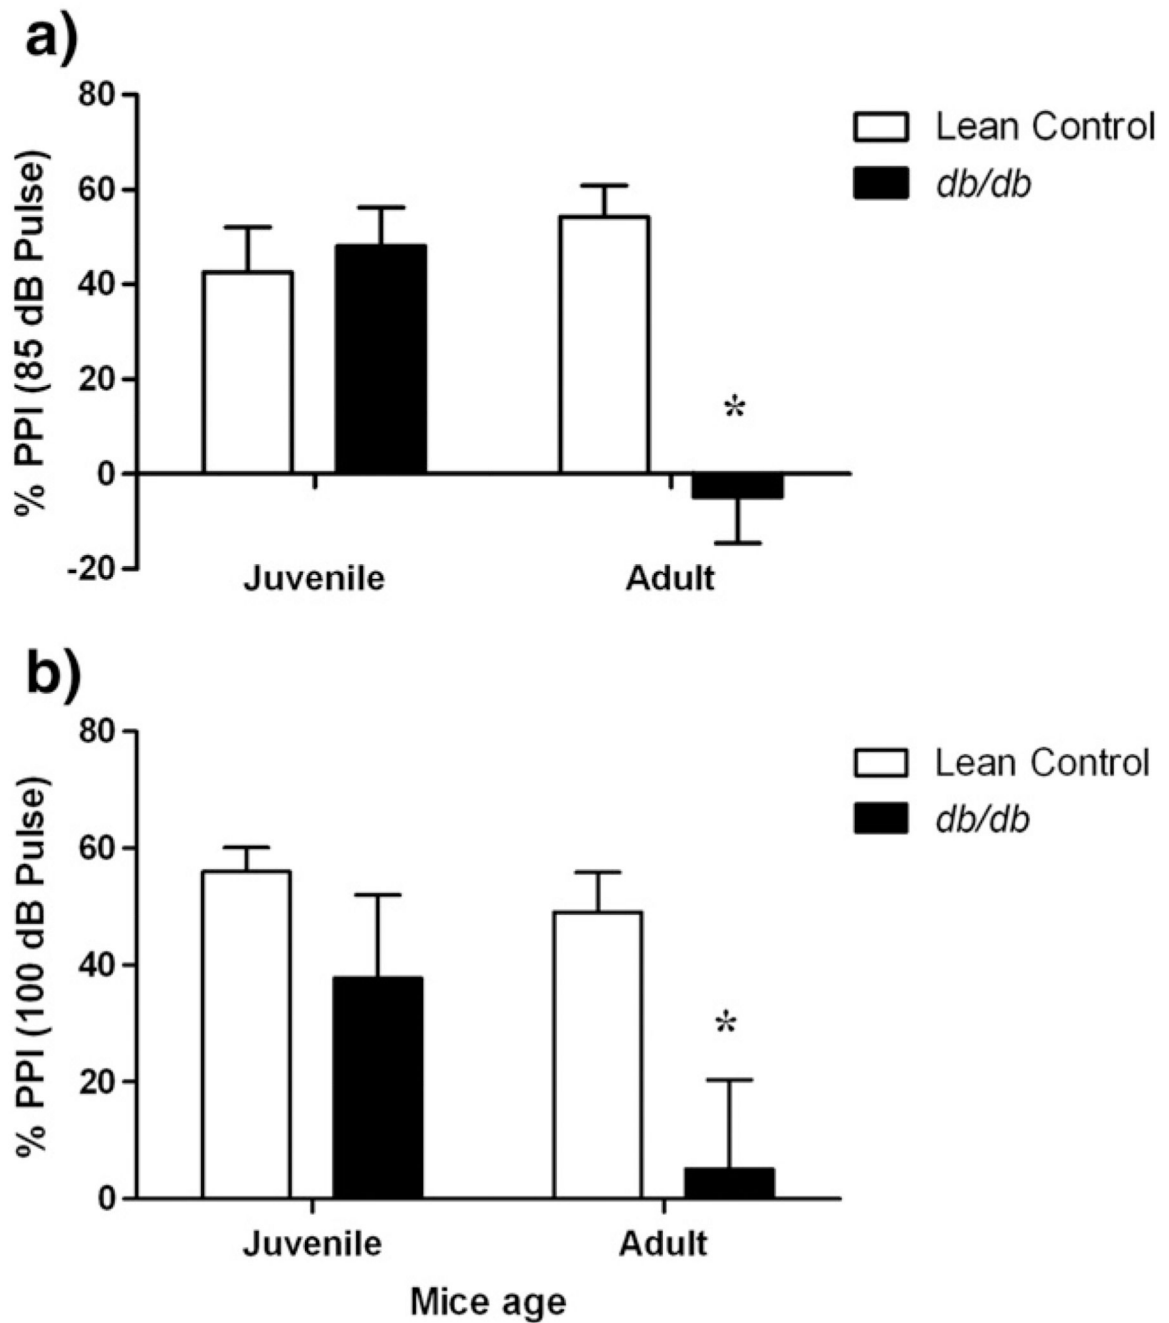 a)
% PPI (85 dB Pulse)
80
60
40
20
0
-20
Lean Control
db/db
*
Juvenile
Adult
b)
% PPI (100 dB Pulse)
80
60
40
20
0
Lean Control
db/db
*
Juvenile
Adult
Mice age